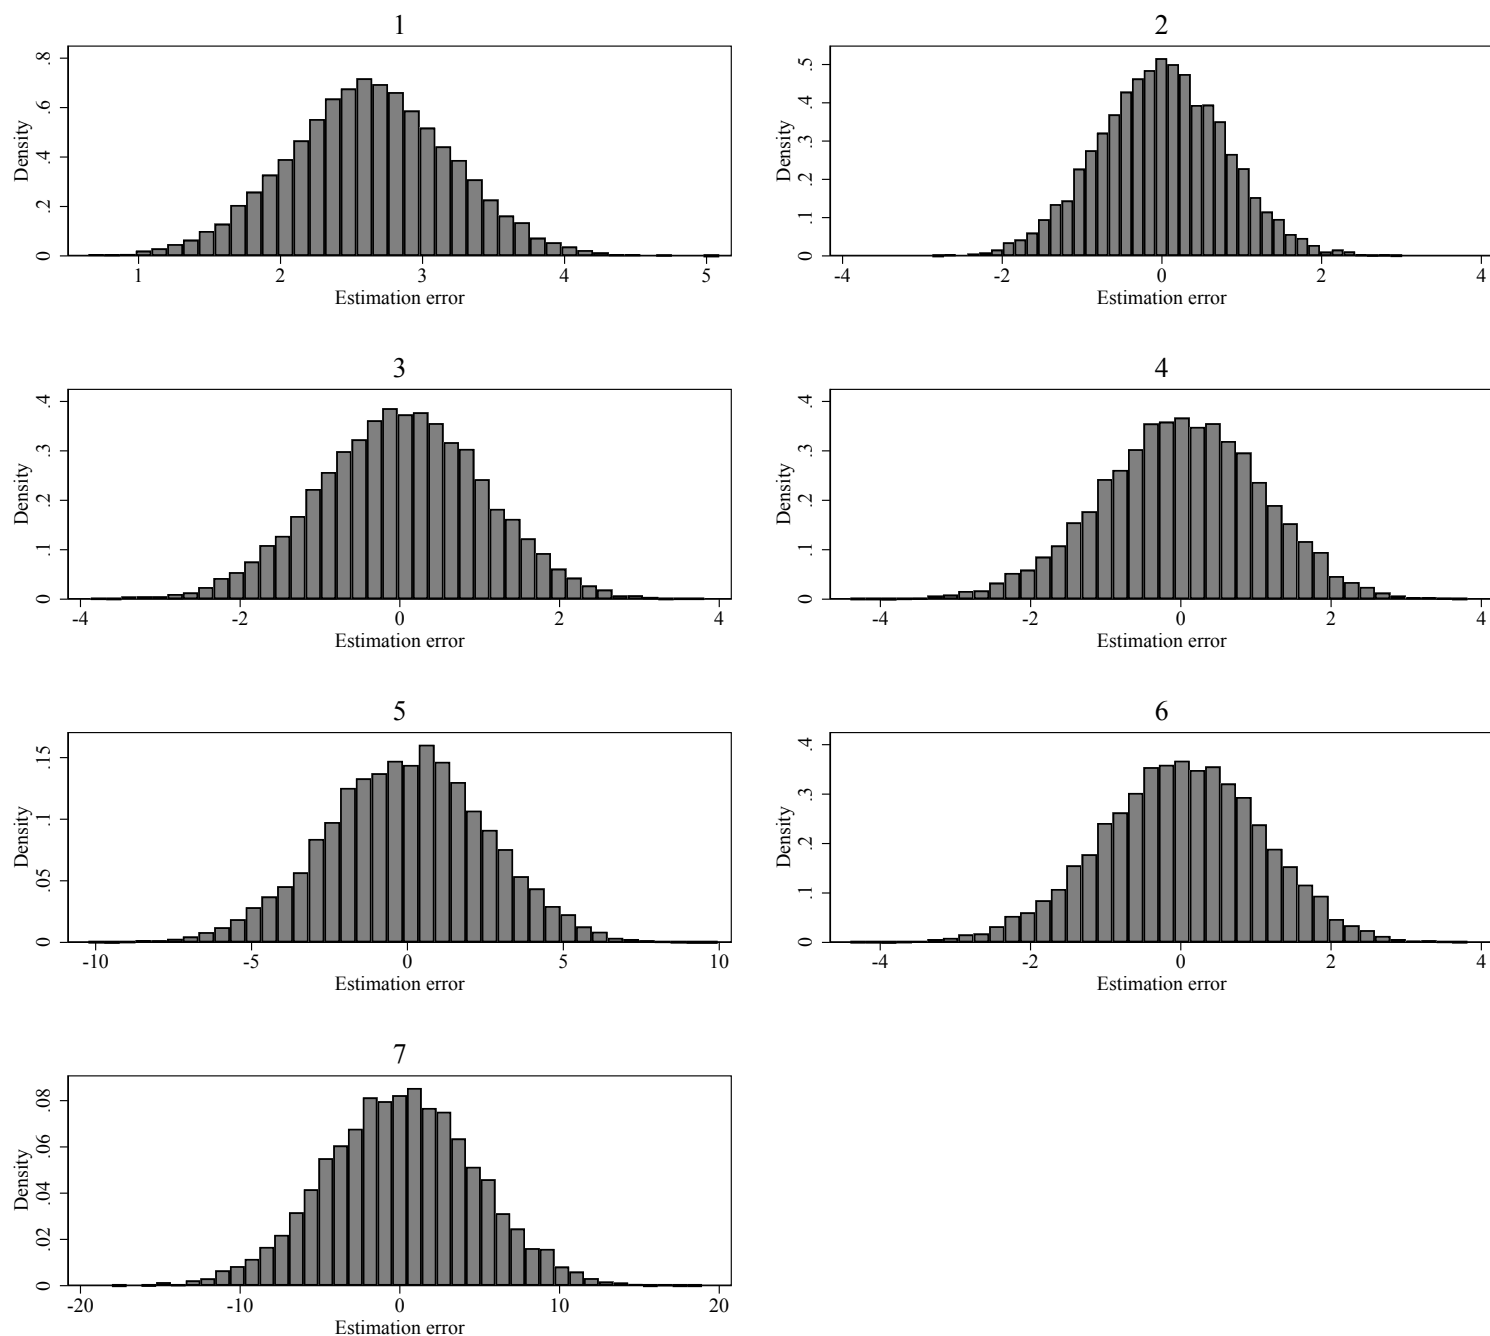 1
Density
0 .2 .4 .6 .8
1 2 3 4 5
Estimation error
2
Density
0 .1 .2 .3 .4 .5
-4 -2 0 2 4
Estimation error
3
Density
0 .1 .2 .3 .4
-4 -2 0 2 4
Estimation error
4
Density
0 .1 .2 .3 .4
-4 -2 0 2 4
Estimation error
5
Density
0 .05 .1 .15
-10 -5 0 5 10
Estimation error
6
Density
0 .1 .2 .3 .4
-4 -2 0 2 4
Estimation error
7
Density
0 .02 .04 .06 .08
-20 -10 0 10 20
Estimation error